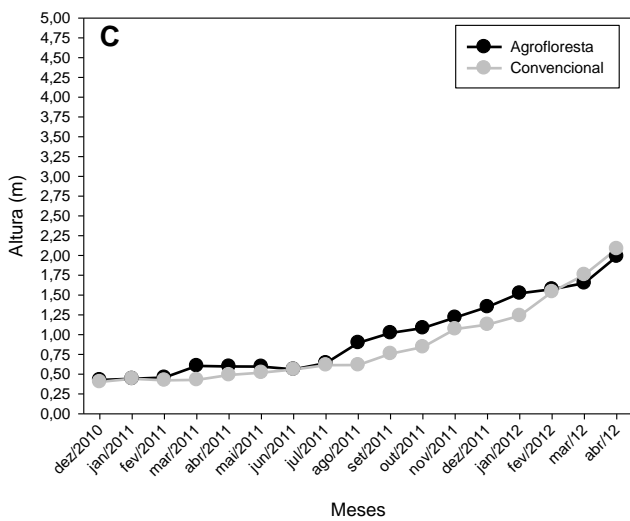 C
Agrofloresta
Convencional
Altura (m)
5,00
4,75
4,50
4,25
4,00
3,75
3,50
3,25
3,00
2,75
2,50
2,25
2,00
1,75
1,50
1,25
1,00
0,75
0,50
0,25
0,00
dez/2010
jan/2011
fev/2011
mar/2011
abr/2011
mai/2011
jun/2011
jul/2011
ago/2011
set/2011
out/2011
nov/2011
dez/2011
jan/2012
fev/2012
mar/12
abr/12
Meses